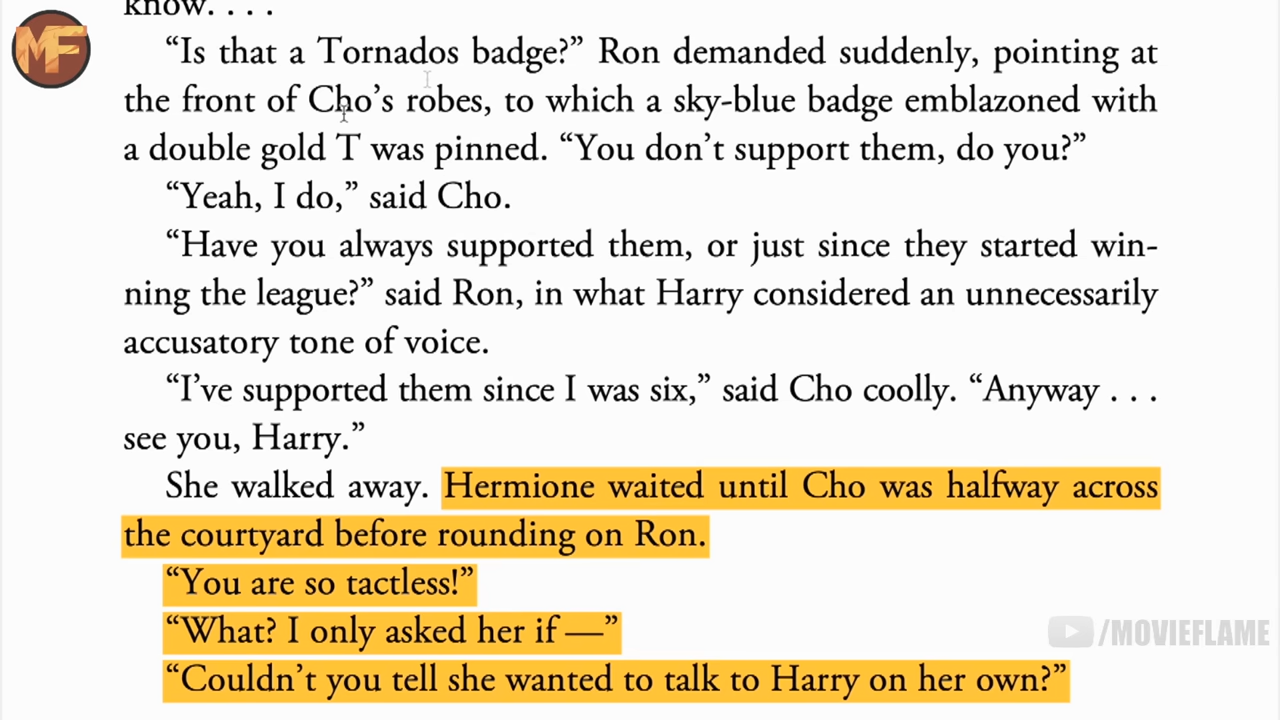 MF
know. . . .
“Is that a Tornados badge?” Ron demanded suddenly, pointing at
the front of Cho’s robes, to which a sky-blue badge emblazoned with
a double gold T was pinned. “You don’t support them, do you?”
“Yeah, I do,” said Cho.
“Have you always supported them, or just since they started win-
ning the league?” said Ron, in what Harry considered an unnecessarily
accusatory tone of voice.
“I’ve supported them since I was six,” said Cho coolly. “Anyway . . .
see you, Harry.”
She walked away. Hermione waited until Cho was halfway across
the courtyard before rounding on Ron.
“You are so tactless!”
“What? I only asked her if —”
“Couldn’t you tell she wanted to talk to Harry on her own?”
/MOVIEFLAME